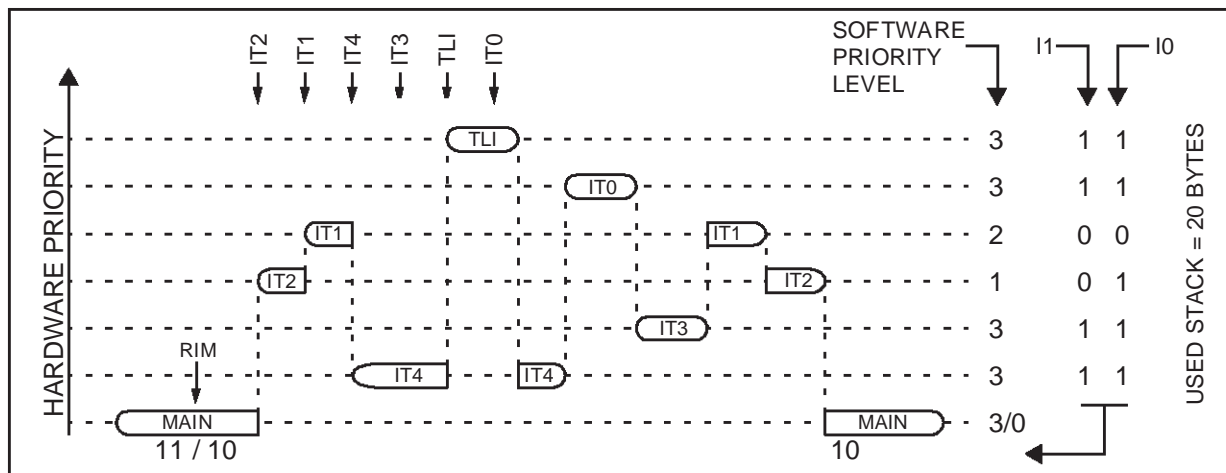 IT2
IT1
IT4
IT3
TLI
IT0
SOFTWARE
PRIORITY
LEVEL
I1
I0
HARDWARE PRIORITY
TLI
3
1 1
IT0
3
1 1
IT1
IT1
2
0 0
IT2
IT2
1
0 1
RIM
IT3
3
1 1
IT4
IT4
3
1 1
MAIN
MAIN
3/0
11 / 10
10
USED STACK = 20 BYTES